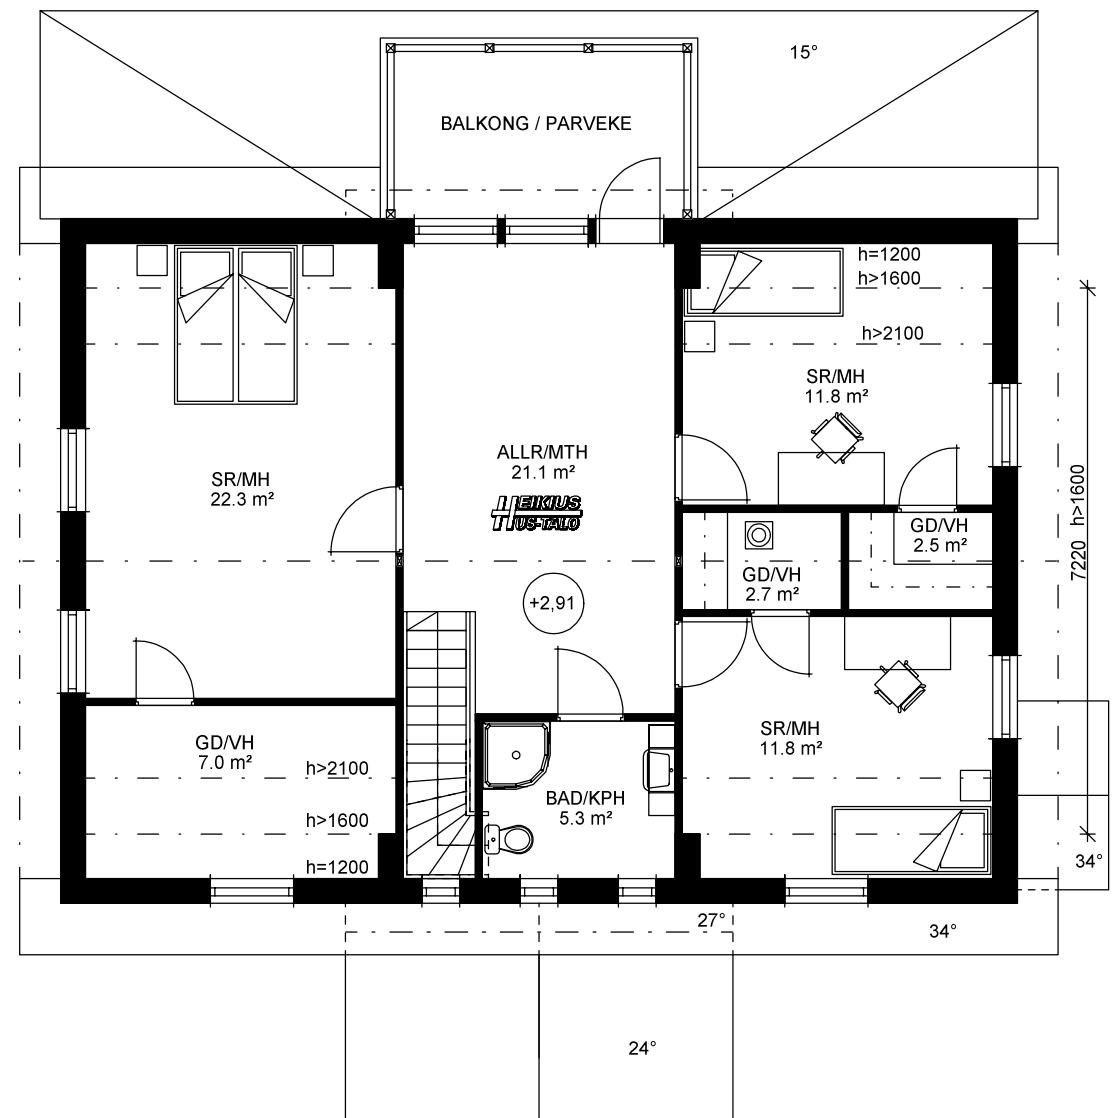 15°
BALKONG / PARVEKE
h=1200
h>1600
h>2100
SR/MH
11.8 m²
ALLR/MTH
21.1 m²
SR/MH
22.3 m²
HEIKIUS
HUS-TALO
7220 h>1600
GD/VH
2.5 m²
GD/VH
2.7 m²
+2,91
SR/MH
11.8 m²
GD/VH
7.0 m²
h>2100
BAD/KPH
5.3 m²
h>1600
h=1200
34°
27°
34°
24°